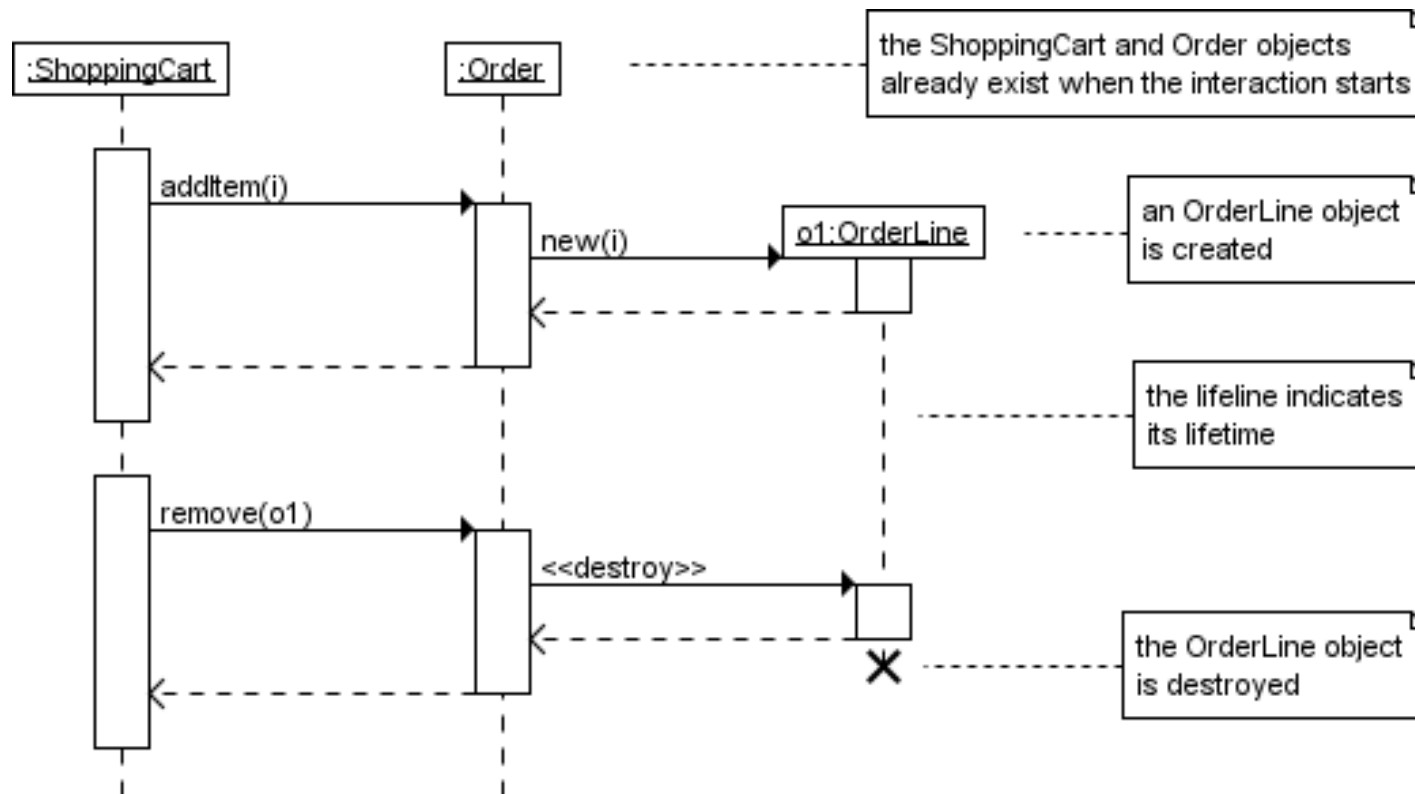 :ShoppingCart
:Order
the ShoppingCart and Order objects
already exist when the interaction starts
addItem(i)
new(i)
o1:OrderLine
an OrderLine object
is created
the lifeline indicates
its lifetime
remove(o1)
<<destroy>>
the OrderLine object
is destroyed